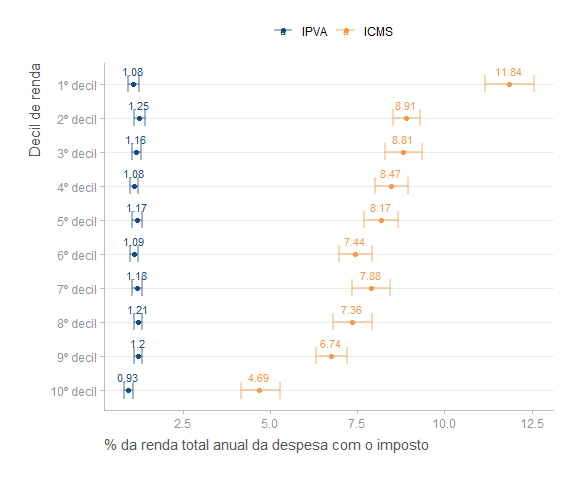 a IPVA a ICMS
Decil de renda
1º decil 1.08 11.84
2º decil 1.25 8.91
3º decil 1.16 8.81
4º decil 1.08 8.47
5º decil 1.17 8.17
6º decil 1.09 7.44
7º decil 1.18 7.88
8º decil 1.21 7.36
9º decil 1.2 6.74
10º decil 0.93 4.69
2.5 5.0 7.5 10.0 12.5
% da renda total anual da despesa com o imposto